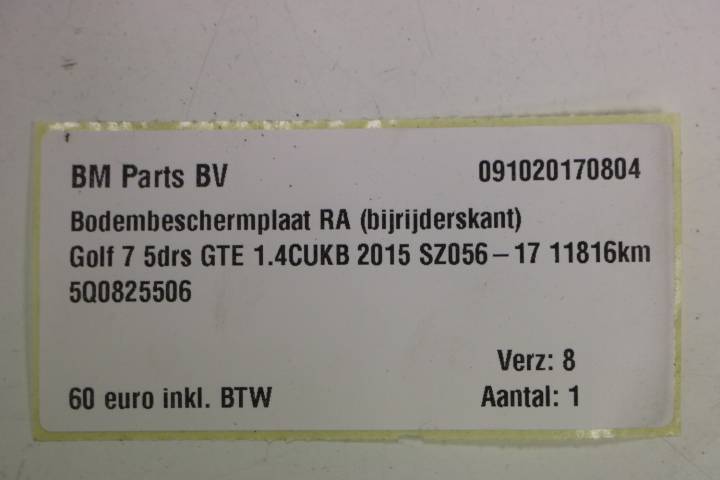 BM Parts BV 091020170804
Bodembeschermplaat RA (bijrijderskant)
Golf 7 5drs GTE 1.4CUKB 2015 SZ056-17 11816km
5Q0825506
Verz: 8
60 euro inkl. BTW Aantal: 1